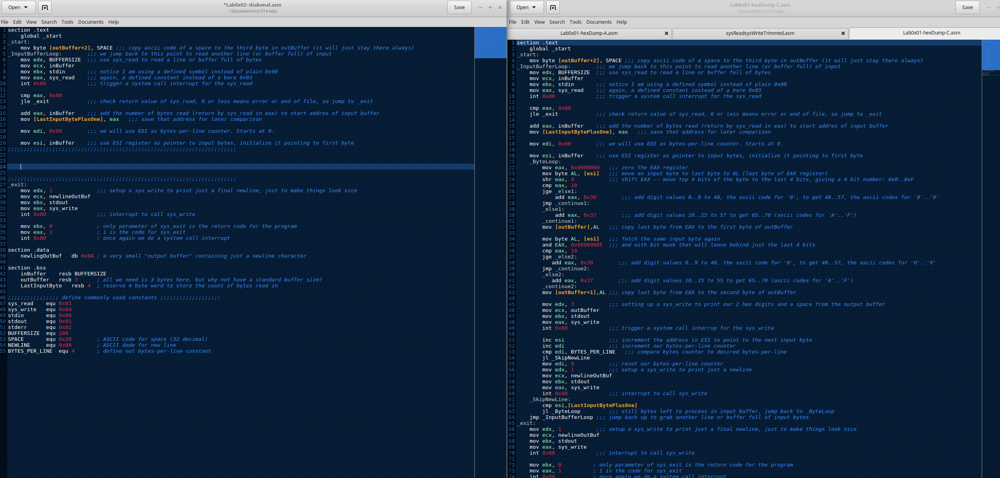 Open
*Lab0x02--diabonal.asm
~/Documents/csc314-labs
Save
File Edit View Search Tools Documents Help
1 section .text
2     global _start
3 _start:
4     mov byte [outBuffer+2], SPACE ;;; copy ascii code of a space to the third byte in outBuffer (it will just stay there always)
5 _InputBufferLoop:        ;;; we jump back to this point to read another line (or buffer full) of input
6     mov edx, BUFFERSIZE  ;;; use sys_read to read a line or buffer full of bytes
7     mov ecx, inBuffer
8     mov ebx, stdin       ;;; notice I am using a defined symbol instead of plain 0x00
9     mov eax, sys_read    ;;; again, a defined constant instead of a bare 0x03
10     int 0x80             ;;; trigger a system call interrupt for the sys_read
11
12     cmp eax, 0x00
13     jle _exit            ;;; check return value of sys_read, 0 or less means error or end of file, so jump to _exit
14
15     add eax, inBuffer    ;;; add the number of bytes read (return by sys_read in eax) to start addres of input buffer
16     mov [LastInputBytePlusOne], eax   ;;; save that address for later comparison
17
18     mov edi, 0x00        ;;; we will use EDI as bytes-per-line counter. Starts at 0.
19
20     mov esi, inBuffer    ;;; use ESI register as pointer to input bytes, initialize it pointing to first byte
21 ;;;;;;;;;;;;;;;;;;;;;;;;;;;;;;;;;;;;;;;;;;;;;;;;;;;;;;;;;;;;;;;;;;;;;;;;
22
23
24
25
26 ;;;;;;;;;;;;;;;;;;;;;;;;;;;;;;;;;;;;;;;;;;;;;;;;;;;;;;;;;;;;;;;;;;;;;;;;
27 _exit:
28     mov edx, 1              ;;; setup a sys_write to print just a final newline, just to make things look nice
29     mov ecx, newlineOutBuf
30     mov ebx, stdout
31     mov eax, sys_write
32     int 0x80                ;;; interrupt to call sys_write
33
34     mov ebx, 0              ; only parameter of sys_exit is the return code for the program
35     mov eax, 1              ; 1 is the code for sys_exit
36     int 0x80                ; once again we do a system call interrupt
37
38 section .data
39     newlingOutBuf   db 0x0A ; a very small "output buffer" containing just a newline character
40
41 section .bss
42     inBuffer    resb BUFFERSIZE
43     outBuffer   resb 3      ; all we need is 3 bytes here. but why not have a standard buffer size?
44     LastInputByte   resb 4  ; reserve 4 byte word to store the count of bytes read in
45
46 ;;;;;;;;;;;;;;;; define commonly used constants ;;;;;;;;;;;;;;;;;;;
47 sys_read    equ 0x03
48 sys_write   equ 0x04
49 stdin       equ 0x00
50 stdout      equ 0x01
51 stderr      equ 0x02
52 BUFFERSIZE  equ 100
53 SPACE       equ 0x20        ; ASCII code for space (32 decimal)
54 NEWLINE     equ 0x0A        ; ASCII dode for new line
55 BYTES_PER_LINE  equ 4       ; define out bytes-per-line constant
Open
Lab0x01-hexDump-C.asm
~/Documents/csc314-labs
Save
File Edit View Search Tools Documents Help
Lab0x01-hexDump-A.asm
sysReadsysWriteTrimmed.asm
Lab0x01-hexDump-C.asm
1 section .text
2     global _start
3 _start:
4     mov byte [outBuffer+2], SPACE ;;; copy ascii code of a space to the third byte in outBuffer (it will just stay there always)
5 _InputBufferLoop:        ;;; we jump back to this point to read another line (or buffer full) of input
6     mov edx, BUFFERSIZE  ;;; use sys_read to read a line or buffer full of bytes
7     mov ecx, inBuffer
8     mov ebx, stdin       ;;; notice I am using a defined symbol instead of plain 0x00
9     mov eax, sys_read    ;;; again, a defined constant instead of a bare 0x03
10     int 0x80             ;;; trigger a system call interrupt for the sys_read
11
12     cmp eax, 0x00
13     jle _exit            ;;; check return value of sys_read, 0 or less means error or end of file, so jump to _exit
14
15     add eax, inBuffer    ;;; add the number of bytes read (return by sys_read in eax) to start addres of input buffer
16     mov [LastInputBytePlusOne], eax   ;;; save that address for later comparison
17
18     mov edi, 0x00        ;;; we will use EDI as bytes-per-line counter. Starts at 0.
19
20     mov esi, inBuffer    ;;; use ESI register as pointer to input bytes, initialize it pointing to first byte
21     _ByteLoop:
22         mov eax, 0x0000000   ;;; zero the EAX register
23         mov byte AL, [esi]   ;;; move an input byte to last byte to AL (last byte of EAX register)
24         shr eax, 4           ;;; shift EAX -- move top 4 bits of the byte to the last 4 bits, giving a 4 bit number: 0x0..0xF
25         cmp eax, 10
26         jge _else1:
27             add eax, 0x30        ;;; add digit values 0..9 to 48, the ascii code for '0', to get 48..57, the ascii codes for '0'..'9'
28         jmp _continue1:
29         _else1:
30             add eax, 0x37        ;;; add digit values 10..15 to 57 to get 65..70 (ascii codes for 'A'..'F')
31         _continue1:
32         mov [outBuffer],AL   ;;; copy last byte from EAX to the first byte of outBuffer
33
34         mov byte AL, [esi]   ;;; fetch the same input byte again
35         and EAX, 0x0000000F  ;;; and with bit mask that will leave behind just the last 4 bits
36         cmp eax, 10
37         jge _else2:
38            add eax, 0x30        ;;; add digit values 0..9 to 48, the ascii code for '0', to get 48..57, the ascii codes for '0'..'9'
39         jmp _continue2:
40         _else2:
41            add eax, 0x37        ;;; add digit values 10..15 to 55 to get 65..70 (ascii codes for 'A'..'F')
42         _continue2:
43         mov [outBuffer+1],AL ;;; copy last byte from EAX to the second byte of outBuffer
44
45         mov edx, 3           ;;; setting up a sys_write to print our 2 hex digits and a space from the output buffer
46         mov ecx, outBuffer
47         mov ebx, stdout
48         mov eax, sys_write
49         int 0x80             ;;; trigger a system call interrup for the sys_write
50
51         inc esi              ;;; increment the address in ESI to point to the next input byte
52         inc edi              ;;; increment our bytes-per-line counter
53         cmp edi, BYTES_PER_LINE   ;;; compare bytes counter to desired bytes-per-line
54         jl _SkipNewLine
55         mov edi, 0           ;;; reset our bytes-per-line counter
56         mov edx, 1           ;;; setup a sys_write to print just a newline
57         mov ecx, newlineOutBuf
58         mov ebx, stdout
59         mov eax, sys_write
60         int 0x80             ;;; interrupt to call sys_write
61     _SkipNewLine:
62         cmp esi,[LastInputBytePlusOne]
63         jl _ByteLoop         ;;; still bytes left to process in input buffer, jump back to _ByteLoop
64     jmp _InputBufferLoop ;;; jump back up to grab another line or buffer full of input bytes
65 _exit:
66     mov edx, 1           ;;; setup a sys_write to print just a final newline, just to make things look nice
67     mov ecx, newlineOutBuf
68     mov ebx, stdout
69     mov eax, sys_write
70     int 0x80             ;;; interrupt to call sys_write
71
72     mov ebx, 0          ; only parameter of sys_exit is the return code for the program
73     mov eax, 1          ; 1 is the code for sys_exit
74     int 0x80            ; once again we do a system call interrupt